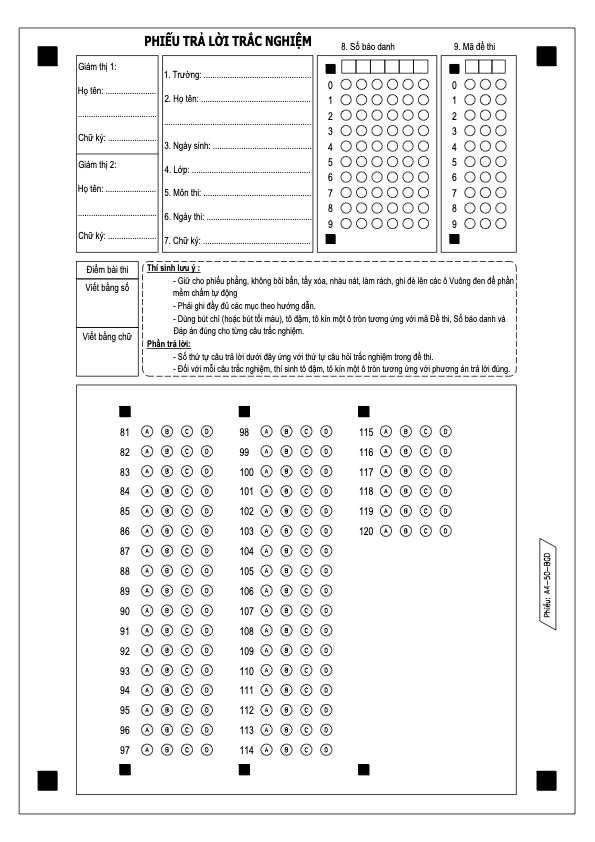 PHIẾU TRẢ LỜI TRẮC NGHIỆM
Giám thị 1:
Họ tên: .....................
.................................
Chữ ký: .....................
Giám thị 2:
Họ tên: .....................
.................................
Chữ ký: .....................
1. Trường: ............................................
2. Họ tên: .............................................
.............................................................
3. Ngày sinh: ........................................
4. Lớp: ..................................................
5. Môn thi: ............................................
6. Ngày thi: ...........................................
7. Chữ ký: .............................................
8. Số báo danh
0
1
2
3
4
5
6
7
8
9
9. Mã đề thi
0
1
2
3
4
5
6
7
8
9
Điểm bài thi
Viết bằng số
Viết bằng chữ
Thí sinh lưu ý :
- Giữ cho phiếu phẳng, không bôi bẩn, tẩy xóa, nhàu nát, làm rách, ghi đè lên các ô Vuông đen để phần
mềm chấm tự động
- Phải ghi đầy đủ các mục theo hướng dẫn.
- Dùng bút chì (hoặc bút tối màu), tô đậm, tô kín một ô tròn tương ứng với mã Đề thi, Số báo danh và
Đáp án đúng cho từng câu trắc nghiệm.
Phần trả lời:
- Số thứ tự câu trả lời dưới đây ứng với thứ tự câu hỏi trắc nghiệm trong đề thi.
- Đối với mỗi câu trắc nghiệm, thí sinh tô đậm, tô kín một ô tròn tương ứng với phương án trả lời đúng.
81 A B C D
82 A B C D
83 A B C D
84 A B C D
85 A B C D
86 A B C D
87 A B C D
88 A B C D
89 A B C D
90 A B C D
91 A B C D
92 A B C D
93 A B C D
94 A B C D
95 A B C D
96 A B C D
97 A B C D
98 A B C D
99 A B C D
100 A B C D
101 A B C D
102 A B C D
103 A B C D
104 A B C D
105 A B C D
106 A B C D
107 A B C D
108 A B C D
109 A B C D
110 A B C D
111 A B C D
112 A B C D
113 A B C D
114 A B C D
115 A B C D
116 A B C D
117 A B C D
118 A B C D
119 A B C D
120 A B C D
Phiếu: A4-50-BGD